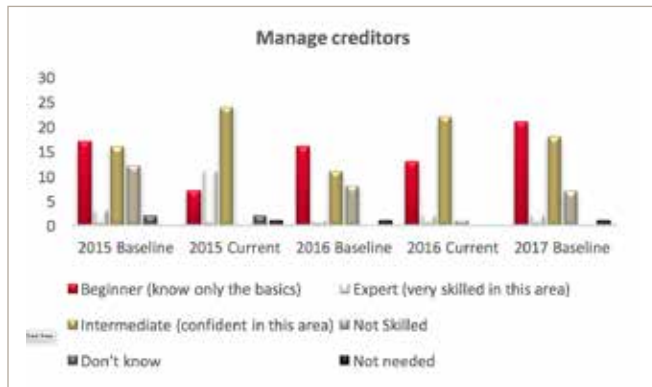 Manage creditors
30
25
20
15
10
5
0
2015 Baseline 2015 Current 2016 Baseline 2016 Current 2017 Baseline
Beginner (know only the basics) Expert (very skilled in this area)
Intermediate (confident in this area) Not Skilled
Don't know Not needed